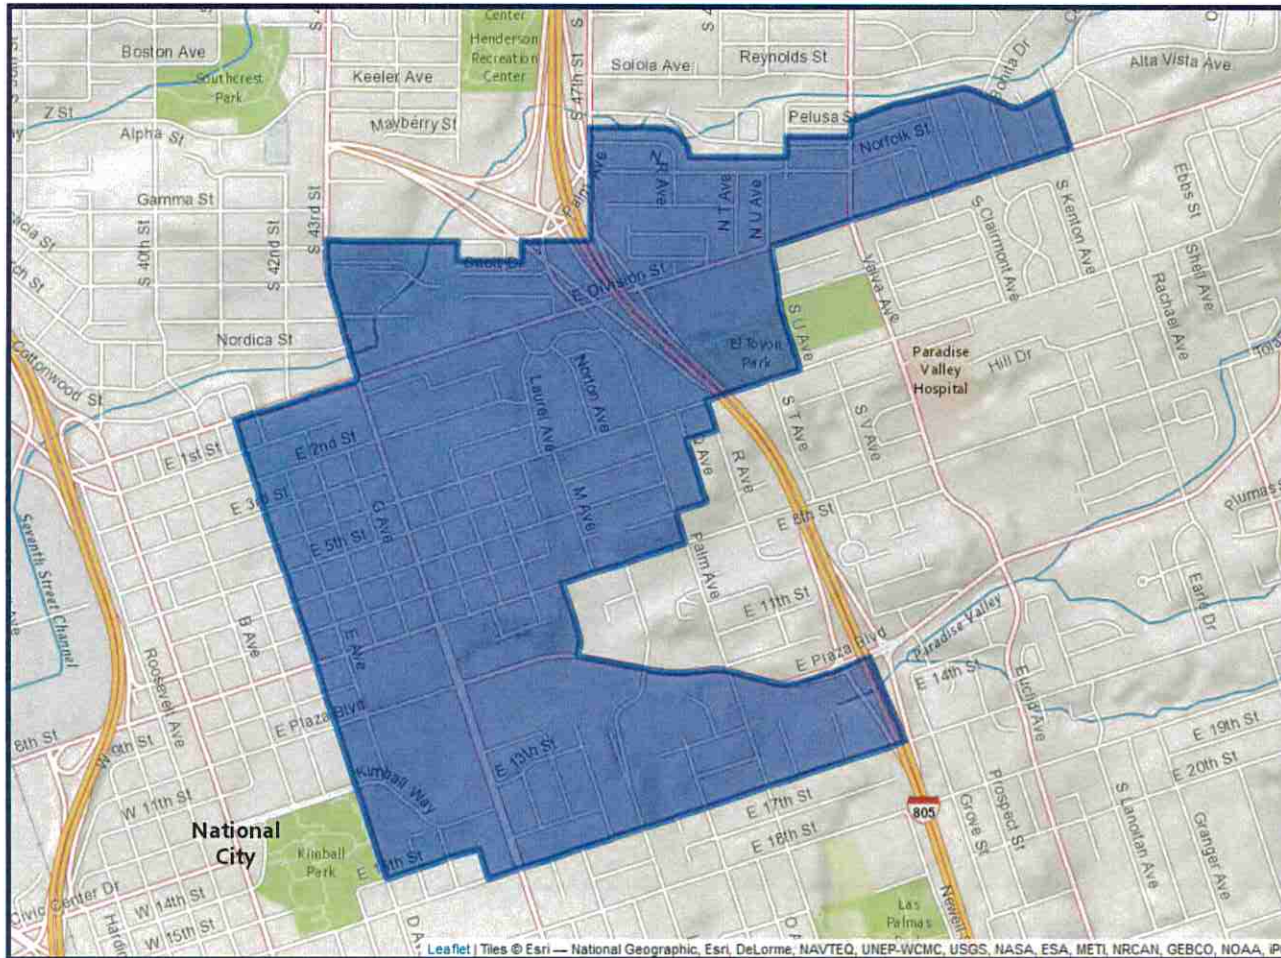 Center
Henderson
Recreation
Center
S 47th St
Boston Ave
Southcrest
Park
Keeler Ave
Soiola Ave
Reynolds St
Bonita Dr
Alta Vista Ave
Z St
Alpha St
Mayberry St
Pelusa St
Norfolk St
Gamma St
S 43rd St
S 40th St
S 42nd St
Palm Ave
N R Ave
N T Ave
N U Ave
S Clairmont Ave
S Kenton Ave
Ebbs St
Shell Ave
Rachael Ave
Nordica St
Cottonwood St
E Division St
Valva Ave
S U Ave
El Toyon
Park
Paradise
Valley
Hospital
Hill Dr
Norton Ave
Laurel Ave
S T Ave
S V Ave
E 1st St
E 2nd St
E 3rd St
Q Ave
R Ave
M Ave
E 8th St
E 5th St
Palm Ave
Seventh Street Channel
B Ave
E Ave
E 11th St
Earle Dr
E Plaza Blvd
Paradise Valley
E 14th St
Euclid Ave
Roosevelt Ave
E Plaza Blvd
8th St
W 9th St
E 13th St
E 19th St
E 20th St
W 11th St
Kimball Way
E 17th St
E 18th St
805
Grove St
Prospect St
S Lanoitan Ave
Granger Ave
National
City
Kimball
Park
Civic Center Dr
W 14th St
W 15th St
D A
Las
Palmas
Leaflet | Tiles © Esri — National Geographic, Esri, DeLorme, NAVTEQ, UNEP-WCMC, USGS, NASA, ESA, METI, NRCAN, GEBCO, NOAA, iP